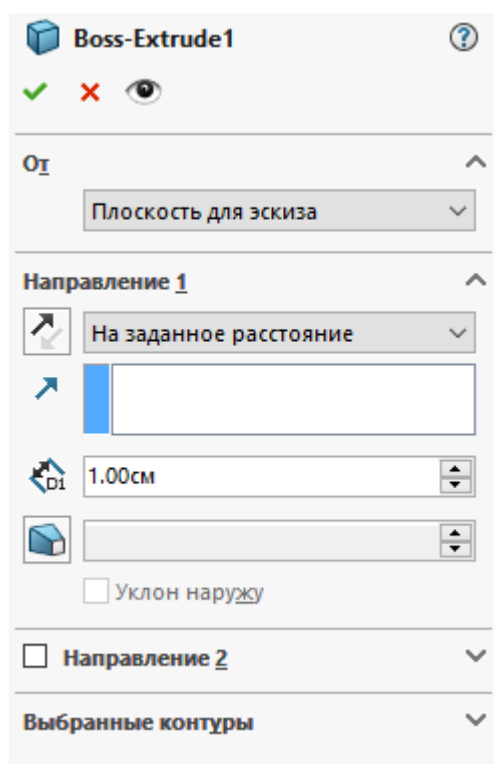 Boss-Extrude1
От
Плоскость для эскиза
Направление 1
На заданное расстояние
D1
1.00см
Уклон наружу
Направление 2
Выбранные контуры